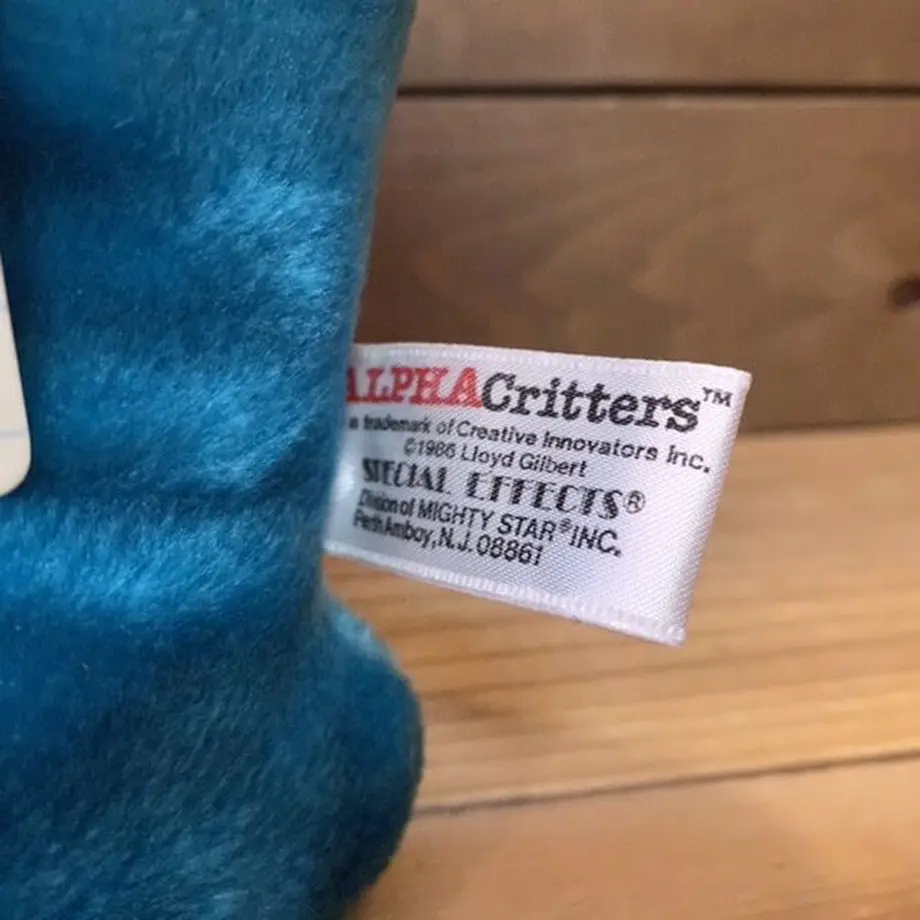 ALPHACritters™
a trademark of Creative Innovators Inc.
©1986 Lloyd Gilbert
SPECIAL EFFECTS®
Division of MIGHTY STAR® INC.
Perth Amboy, N.J. 08861